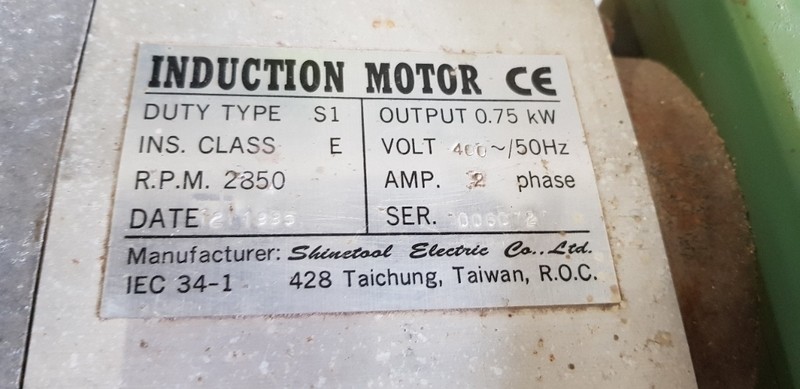 INDUCTION MOTOR CE
DUTY TYPE S1
OUTPUT 0.75 kW
INS. CLASS E
VOLT 400~/50Hz
R.P.M. 2850
AMP. 2 phase
DATE
SER.
Manufacturer: Shinetool Electric Co.,Ltd.
IEC 34-1 428 Taichung, Taiwan, R.O.C.